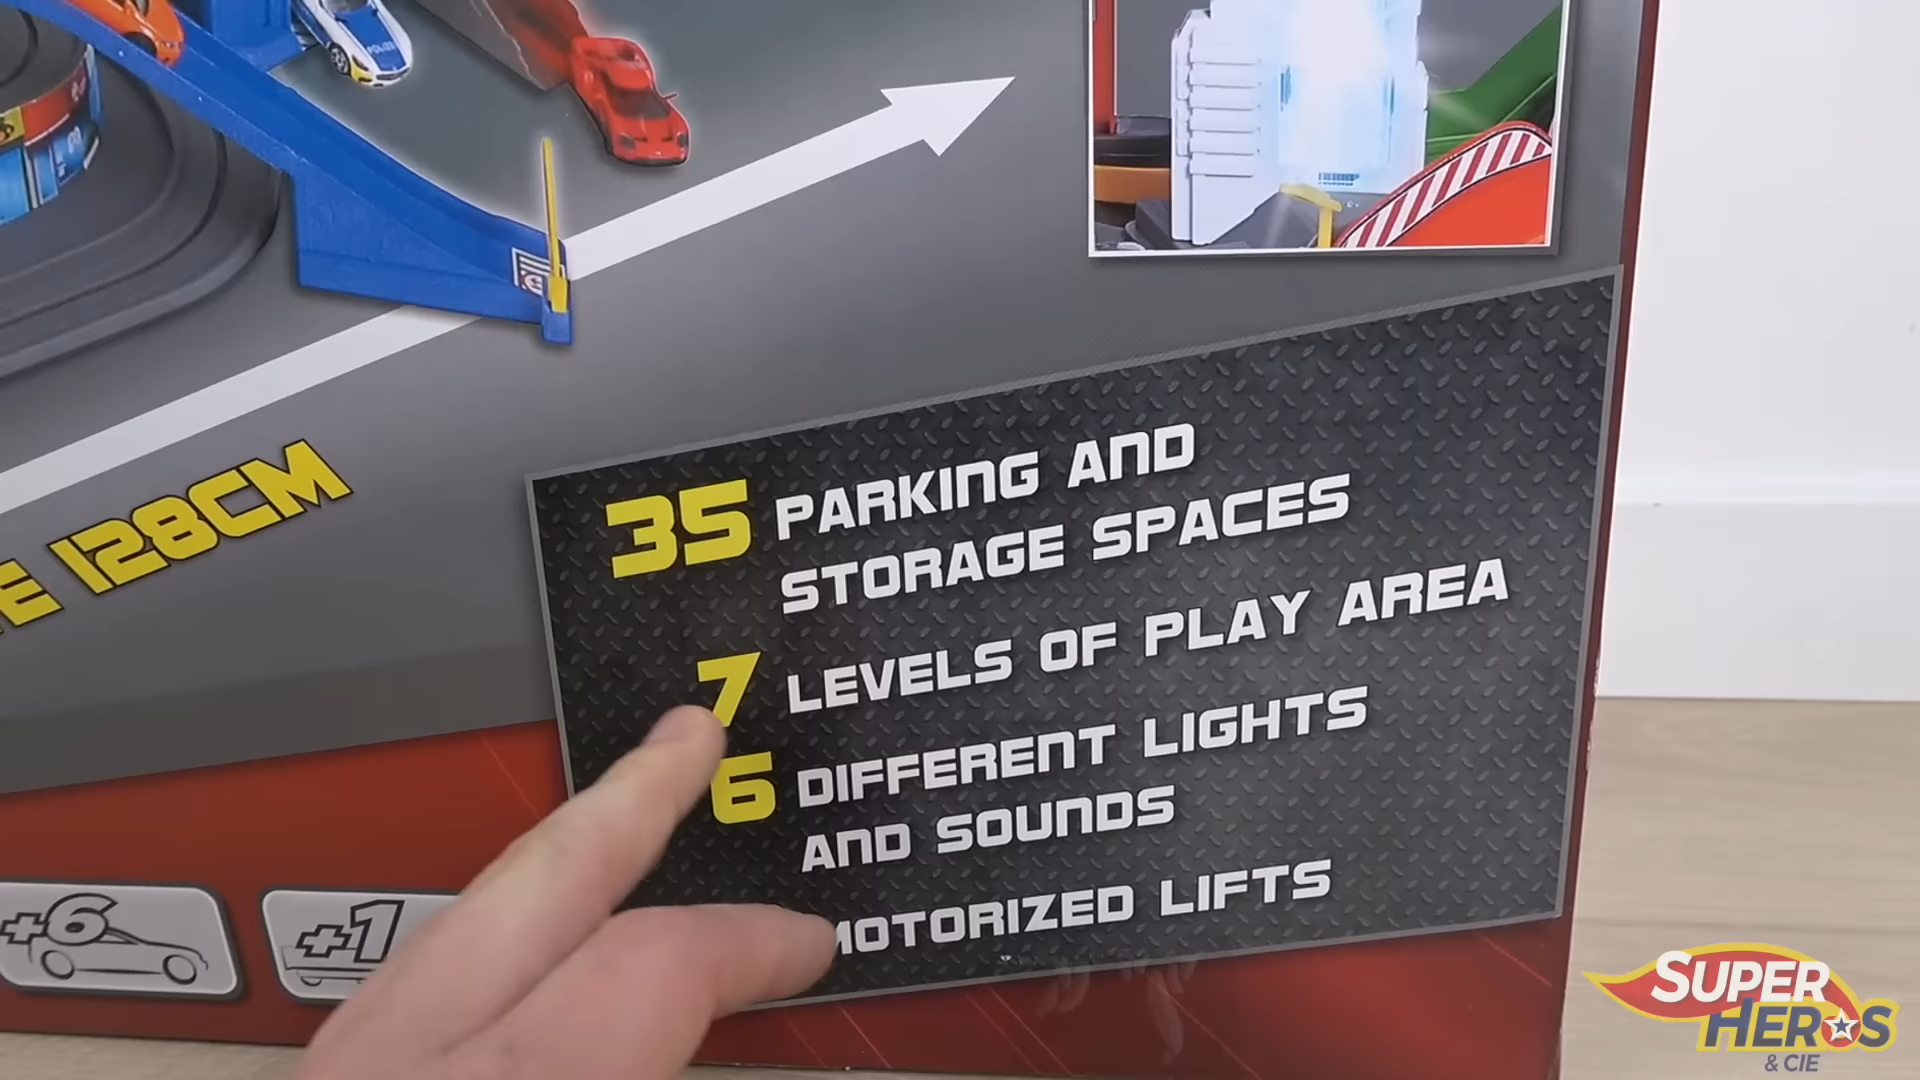 POLIZEI
128CM
35 PARKING AND
STORAGE SPACES
7 LEVELS OF PLAY AREA
6 DIFFERENT LIGHTS
AND SOUNDS
MOTORIZED LIFTS
+6
+1
SUPER
HEROS
& CIE